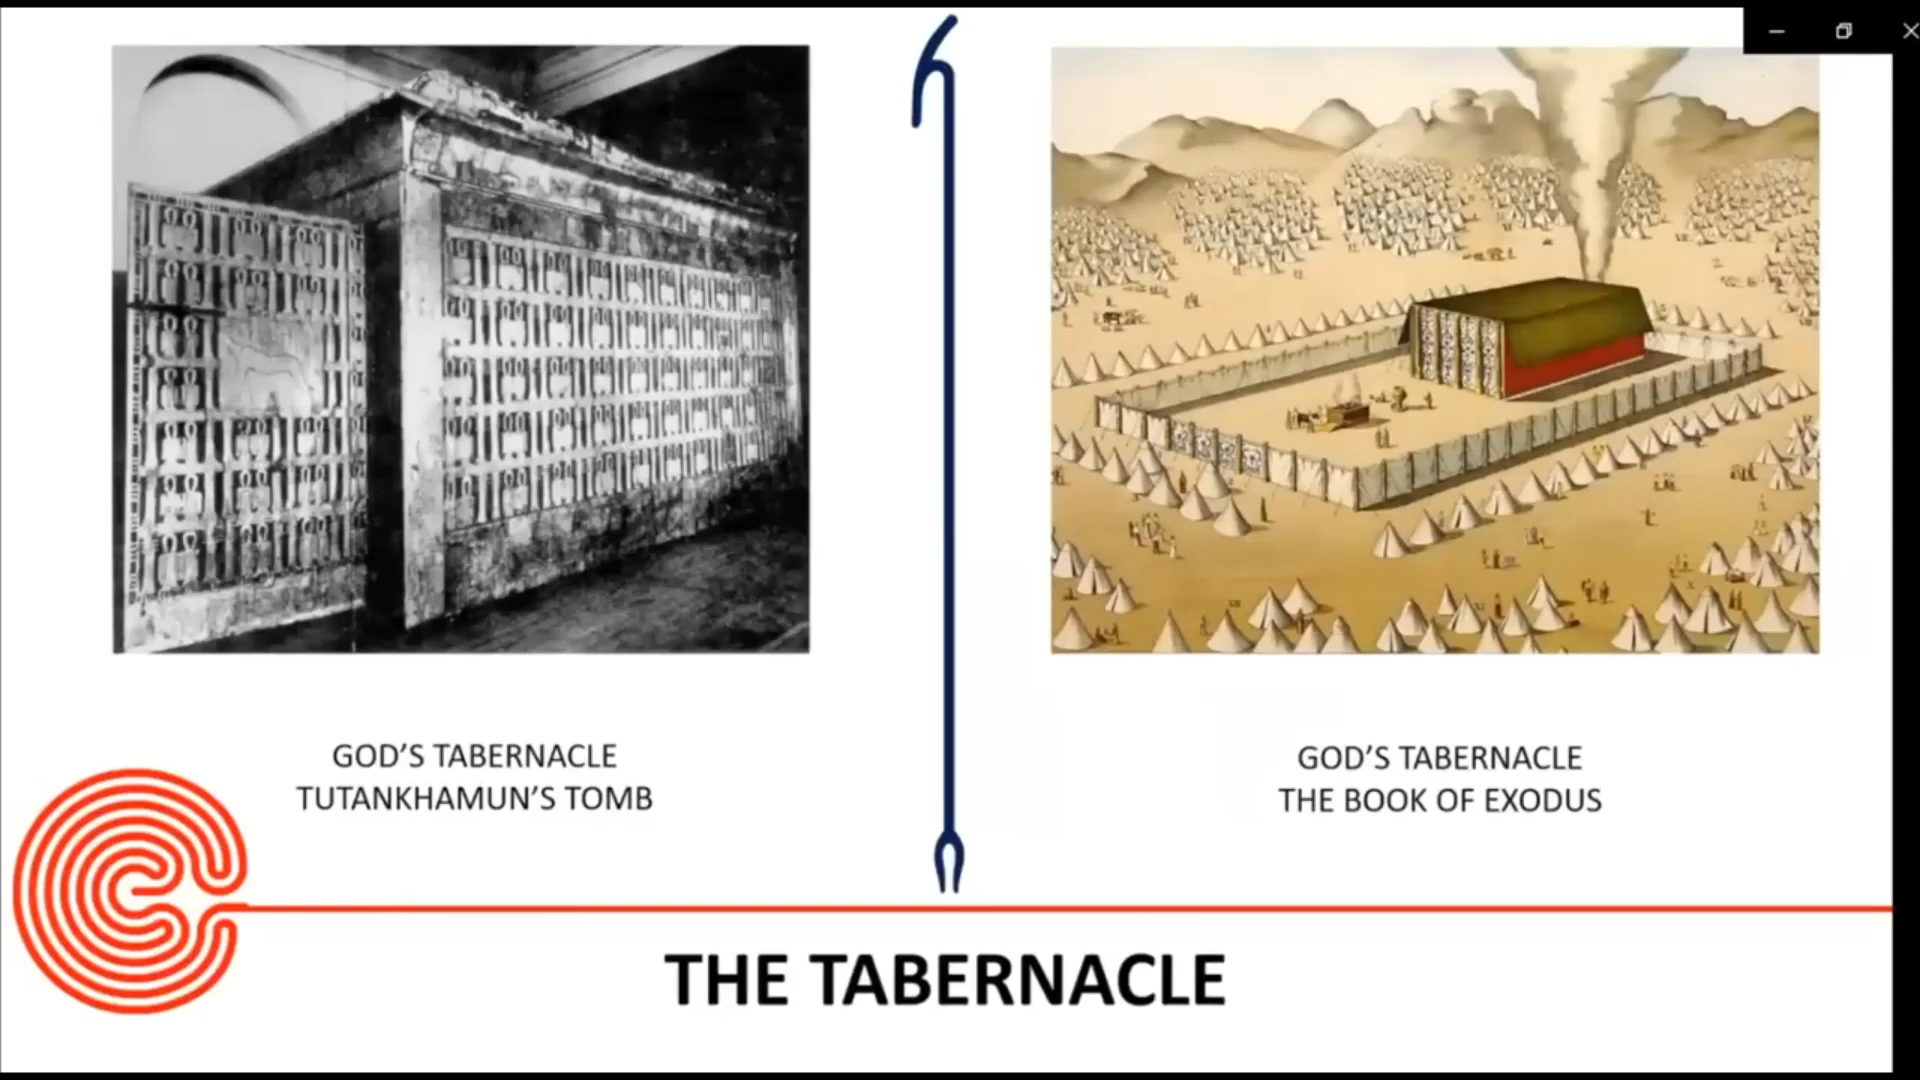 GOD'S TABERNACLE
TUTANKHAMUN'S TOMB
GOD'S TABERNACLE
THE BOOK OF EXODUS
THE TABERNACLE